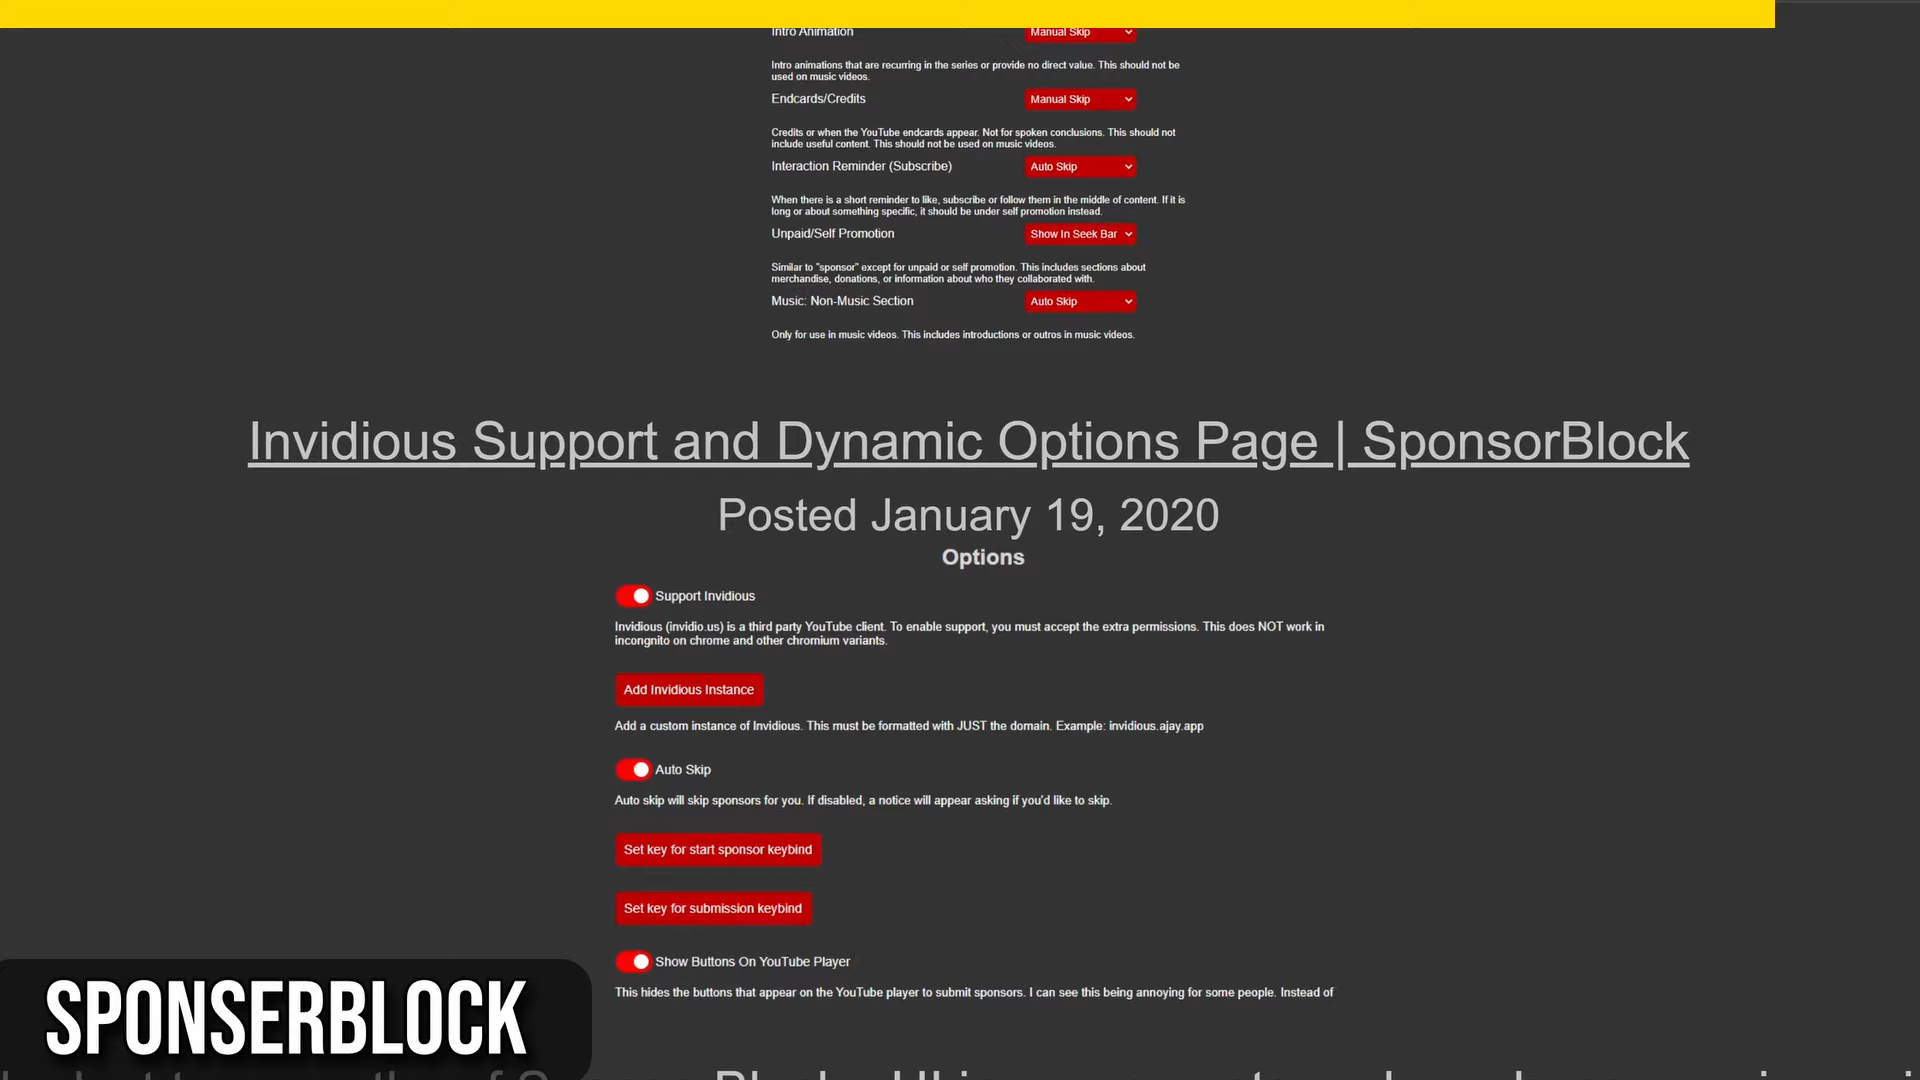 Intro Animation
Manual Skip
Intro animations that are recurring in the series or provide no direct value. This should not be
used on music videos.
Endcards/Credits
Manual Skip
Credits or when the YouTube endcards appear. Not for spoken conclusions. This should not
include useful content. This should not be used on music videos.
Interaction Reminder (Subscribe)
Auto Skip
When there is a short reminder to like, subscribe or follow them in the middle of content. If it is
long or about something specific, it should be under self promotion instead.
Unpaid/Self Promotion
Show In Seek Bar
Similar to "sponsor" except for unpaid or self promotion. This includes sections about
merchandise, donations, or information about who they collaborated with.
Music: Non-Music Section
Auto Skip
Only for use in music videos. This includes introductions or outros in music videos.
Invidious Support and Dynamic Options Page | SponsorBlock
Posted January 19, 2020
Options
Support Invidious
Invidious (invidio.us) is a third party YouTube client. To enable support, you must accept the extra permissions. This does NOT work in
incongnito on chrome and other chromium variants.
Add Invidious Instance
Add a custom instance of Invidious. This must be formatted with JUST the domain. Example: invidious.ajay.app
Auto Skip
Auto skip will skip sponsors for you. If disabled, a notice will appear asking if you'd like to skip.
Set key for start sponsor keybind
Set key for submission keybind
Show Buttons On YouTube Player
This hides the buttons that appear on the YouTube player to submit sponsors. I can see this being annoying for some people. Instead of
SPONSERBLOCK